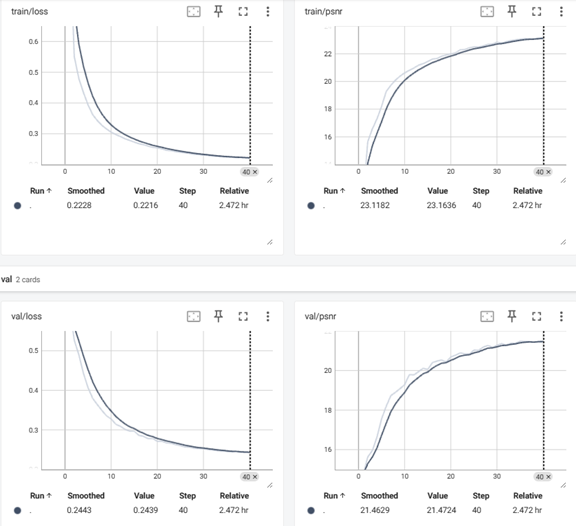 train/loss
0.6
0.5
0.4
0.3
0 10 20 30 40 ×
Run ↑ Smoothed Value Step Relative
. 0.2228 0.2216 40 2.472 hr
train/psnr
22
20
18
16
14
0 10 20 30 40 ×
Run ↑ Smoothed Value Step Relative
. 23.1182 23.1636 40 2.472 hr
val 2 cards
val/loss
0.5
0.4
0.3
0 10 20 30 40 ×
Run ↑ Smoothed Value Step Relative
. 0.2443 0.2439 40 2.472 hr
val/psnr
20
18
16
0 10 20 30 40 ×
Run ↑ Smoothed Value Step Relative
. 21.4629 21.4724 40 2.472 hr